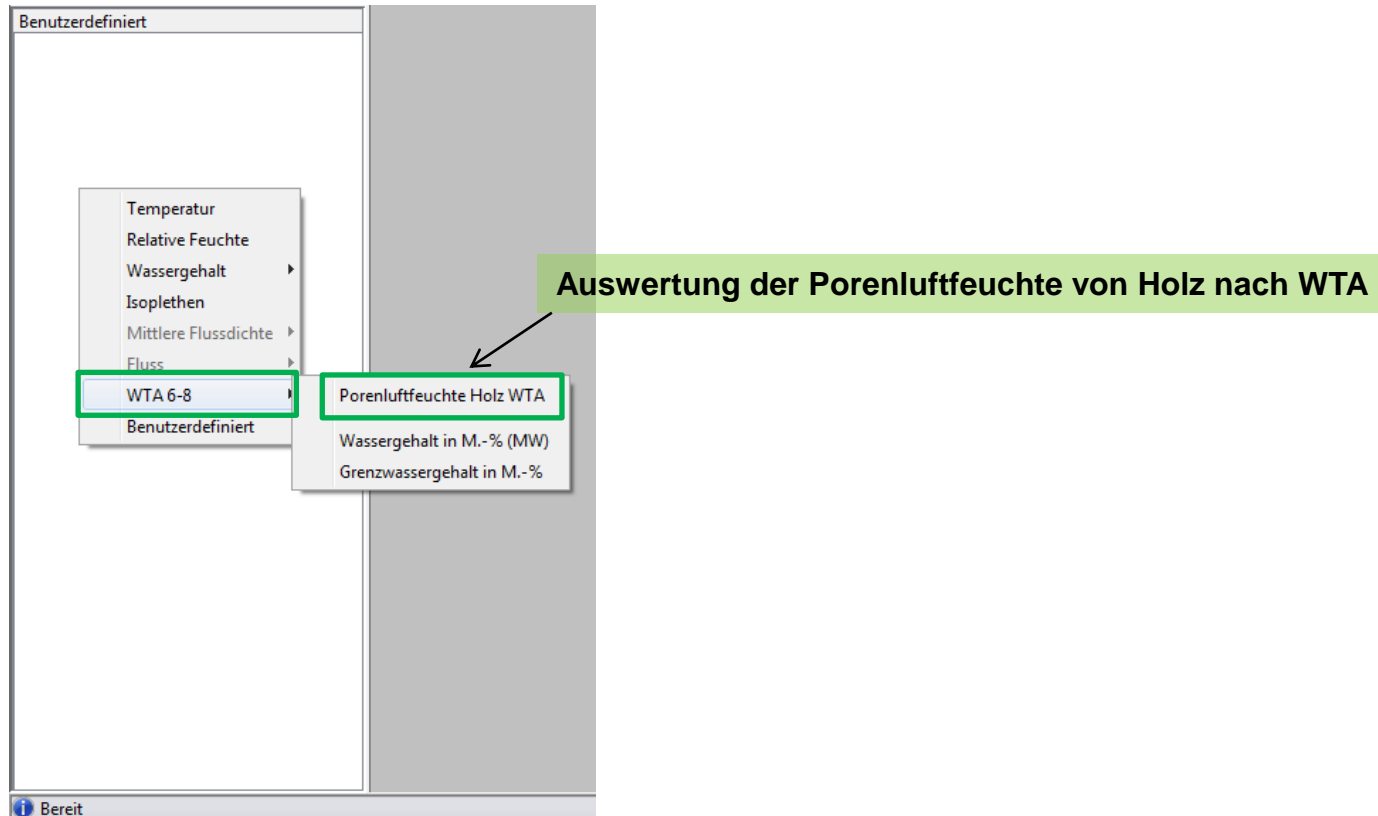 Benutzerdefiniert
Temperatur
Relative Feuchte
Wassergehalt
Isoplethen
Mittlere Flussdichte
Fluss
WTA 6-8
Benutzerdefiniert
Porenluftfeuchte Holz WTA
Wassergehalt in M.-% (MW)
Grenzwassergehalt in M.-%
Auswertung der Porenluftfeuchte von Holz nach WTA
Bereit